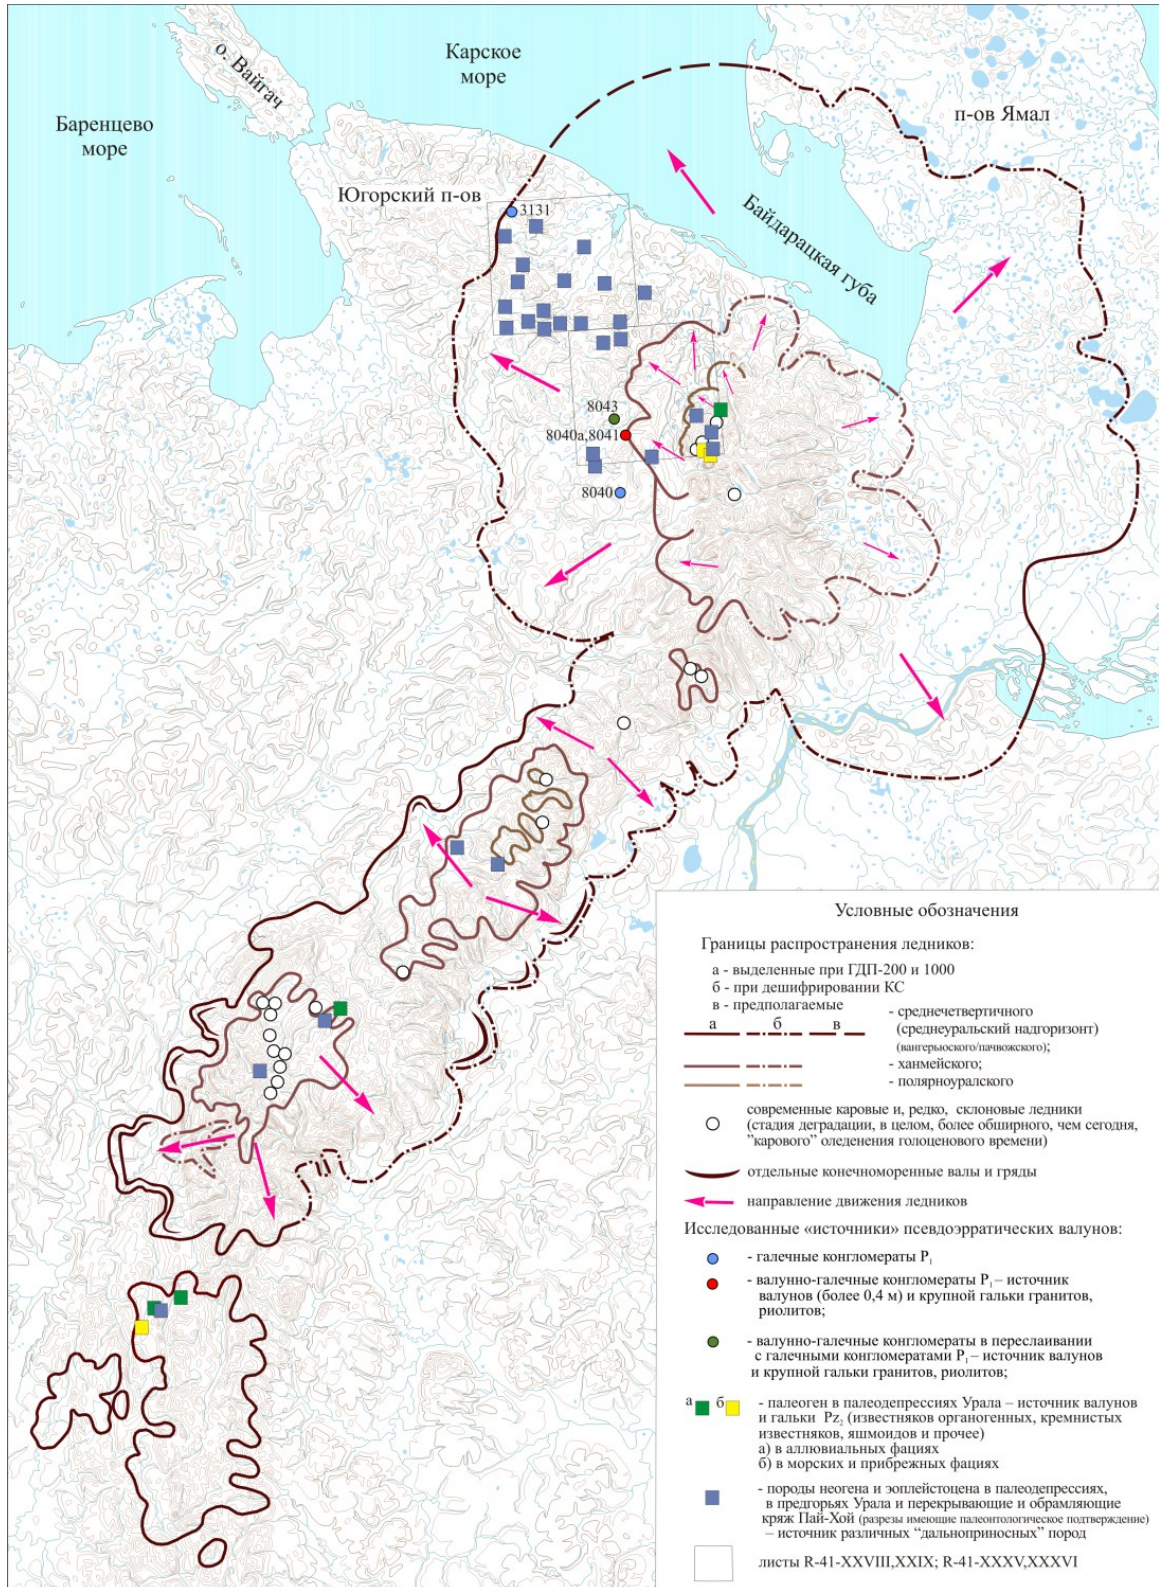 Карское
море
о. Вайгач
Баренцево
море
п-ов Ямал
Югорский п-ов
3131
Байдарацкая губа
8043
8040а,8041
8040
Условные обозначения
Границы распространения ледников:
а - выделенные при ГДП-200 и 1000
б - при дешифрировании КС
в - предполагаемые
а б в
- среднечетвертичного
(среднеуральский надгоризонт)
(вангерьюского/пачвожского);
- ханмейского;
- полярноуральского
современные каровые и, редко, склоновые ледники
(стадия деградации, в целом, более обширного, чем сегодня,
"карового" оледенения голоценового времени)
отдельные конечноморенные валы и гряды
направление движения ледников
Исследованные «источники» псевдоэрратических валунов:
- галечные конгломераты P₁
- валунно-галечные конгломераты P₁ – источник
валунов (более 0,4 м) и крупной гальки гранитов,
риолитов;
- валунно-галечные конгломераты в переслаивании
с галечными конгломератами P₁ – источник валунов
и крупной гальки гранитов, риолитов;
а б - палеоген в палеодепрессиях Урала – источник валунов
и гальки Pz₂ (известняков органогенных, кремнистых
известняков, яшмоидов и прочее)
а) в аллювиальных фациях
б) в морских и прибрежных фациях
- породы неогена и эоплейстоцена в палеодепрессиях,
в предгорьях Урала и перекрывающие и обрамляющие
кряж Пай-Хой (разрезы имеющие палеонтологическое подтверждение)
– источник различных "дальноприносных" пород
листы R-41-XXVIII,XXIX; R-41-XXXV,XXXVI